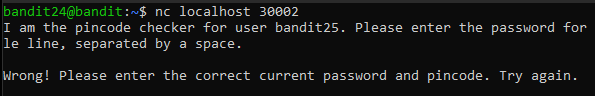 bandit24@bandit:~$ nc localhost 30002
I am the pincode checker for user bandit25. Please enter the password for
le line, separated by a space.
Wrong! Please enter the correct current password and pincode. Try again.